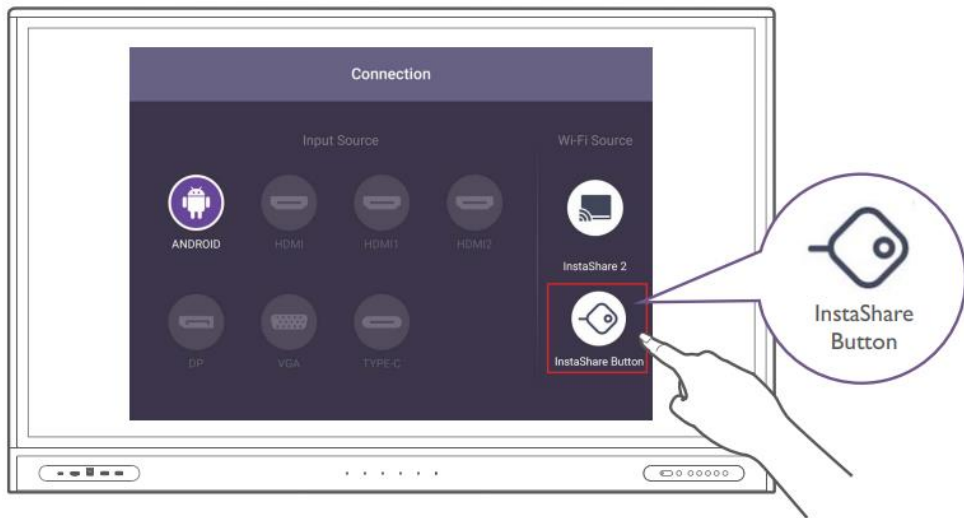 Connection
Input Source
Wi-Fi Source
ANDROID
HDMI
HDMI1
HDMI2
InstaShare 2
DP
VGA
TYPE-C
InstaShare Button
InstaShare
Button